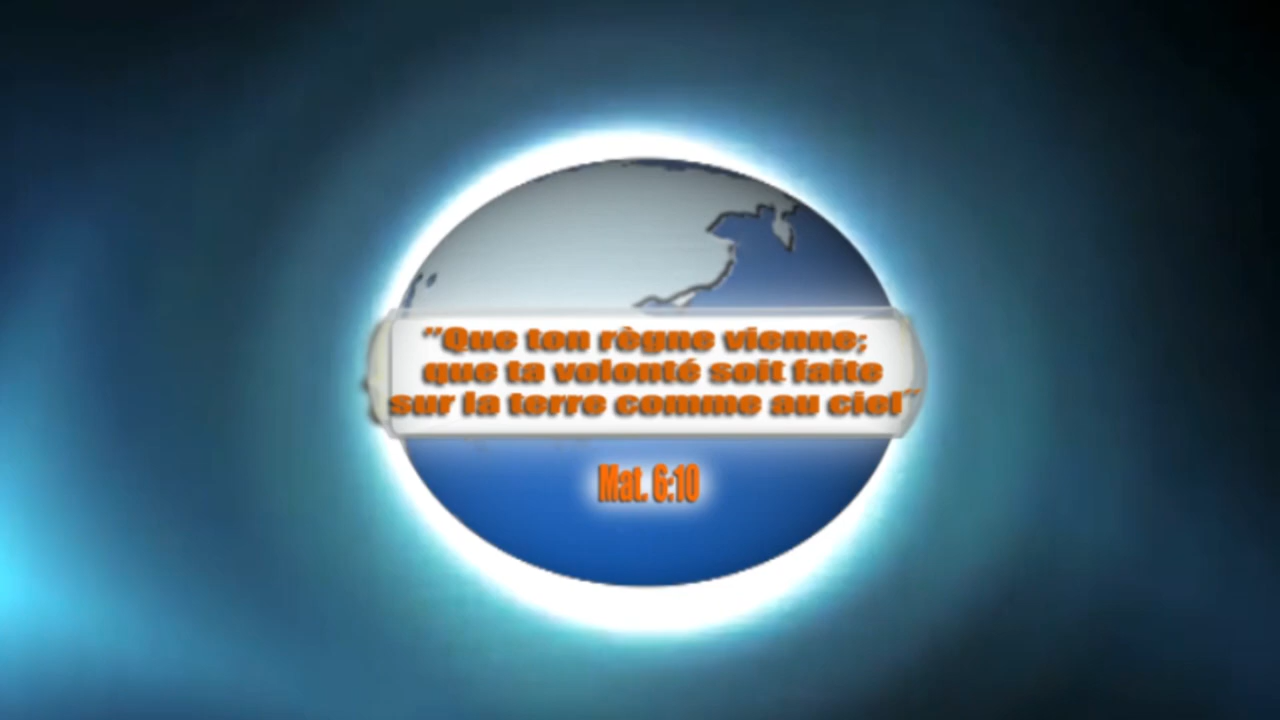 "Que ton règne vienne;
que ta volonté soit faite
sur la terre comme au ciel"
Mat. 6:10